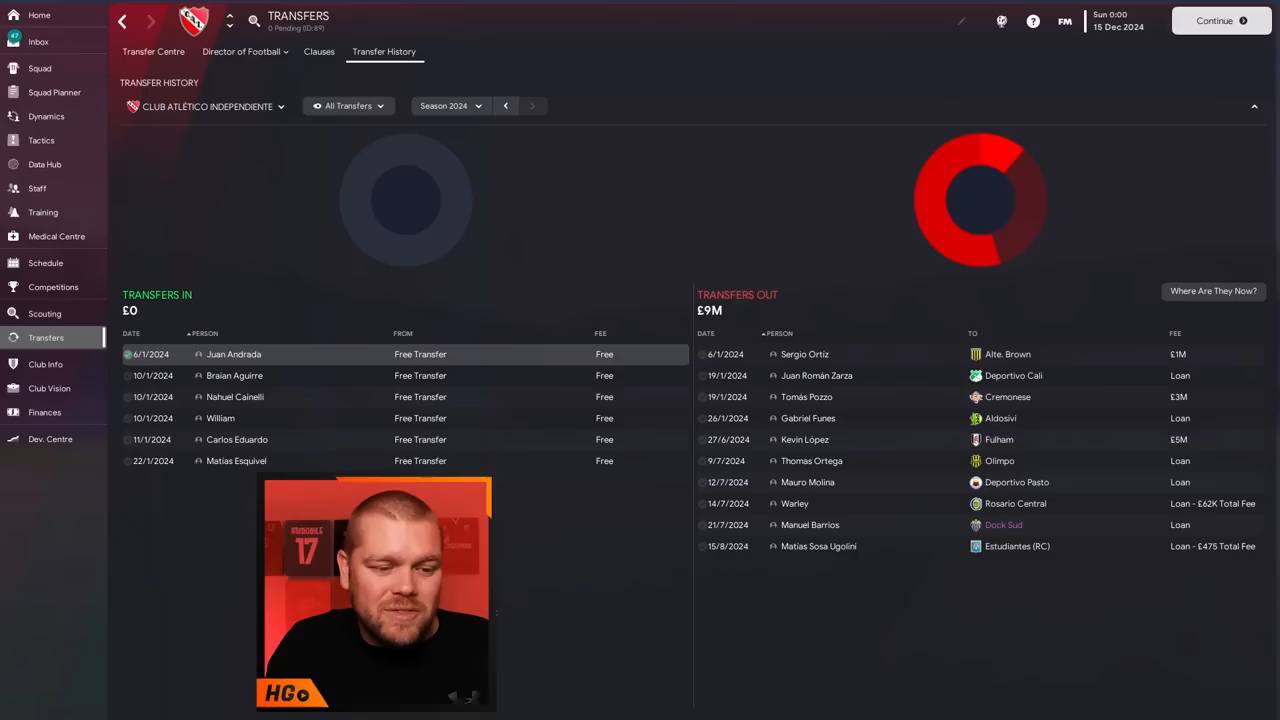 Home
47
Inbox
Squad
Squad Planner
Dynamics
Tactics
Data Hub
Staff
Training
Medical Centre
Schedule
Competitions
Scouting
Transfers
Club Info
Club Vision
Finances
Dev. Centre
TRANSFERS
0 Pending (ID:89)
FM
Sun 0:00
15 Dec 2024
Continue
Transfer Centre
Director of Football
Clauses
Transfer History
TRANSFER HISTORY
CLUB ATLÉTICO INDEPENDIENTE
All Transfers
Season 2024
TRANSFERS IN
£0
DATE PERSON FROM FEE
6/1/2024 Juan Andrada Free Transfer Free
10/1/2024 Braian Aguirre Free Transfer Free
10/1/2024 Nahuel Cainelli Free Transfer Free
10/1/2024 William Free Transfer Free
11/1/2024 Carlos Eduardo Free Transfer Free
22/1/2024 Matías Esquivel Free Transfer Free
TRANSFERS OUT
£9M
Where Are They Now?
DATE PERSON TO FEE
6/1/2024 Sergio Ortíz Alte. Brown £1M
19/1/2024 Juan Román Zarza Deportivo Cali Loan
19/1/2024 Tomás Pozzo Cremonese £3M
26/1/2024 Gabriel Funes Aldosivi Loan
27/6/2024 Kevin López Fulham £5M
9/7/2024 Thomas Ortega Olimpo Loan
12/7/2024 Mauro Molina Deportivo Pasto Loan
14/7/2024 Warley Rosario Central Loan - £62K Total Fee
21/7/2024 Manuel Barrios Dock Sud Loan
15/8/2024 Matías Sosa Ugolini Estudiantes (RC) Loan - £475 Total Fee
17
HG